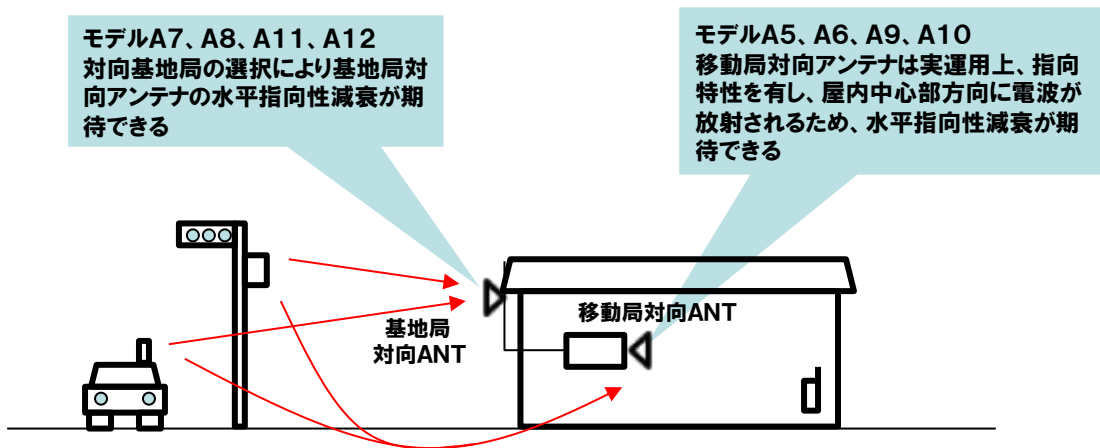 モデルA7、A8、A11、A12
対向基地局の選択により基地局対
向アンテナの水平指向性減衰が期
待できる
モデルA5、A6、A9、A10
移動局対向アンテナは実運用上、指向
特性を有し、屋内中心部方向に電波が
放射されるため、水平指向性減衰が期
待できる
基地局
対向ANT
移動局対向ANT